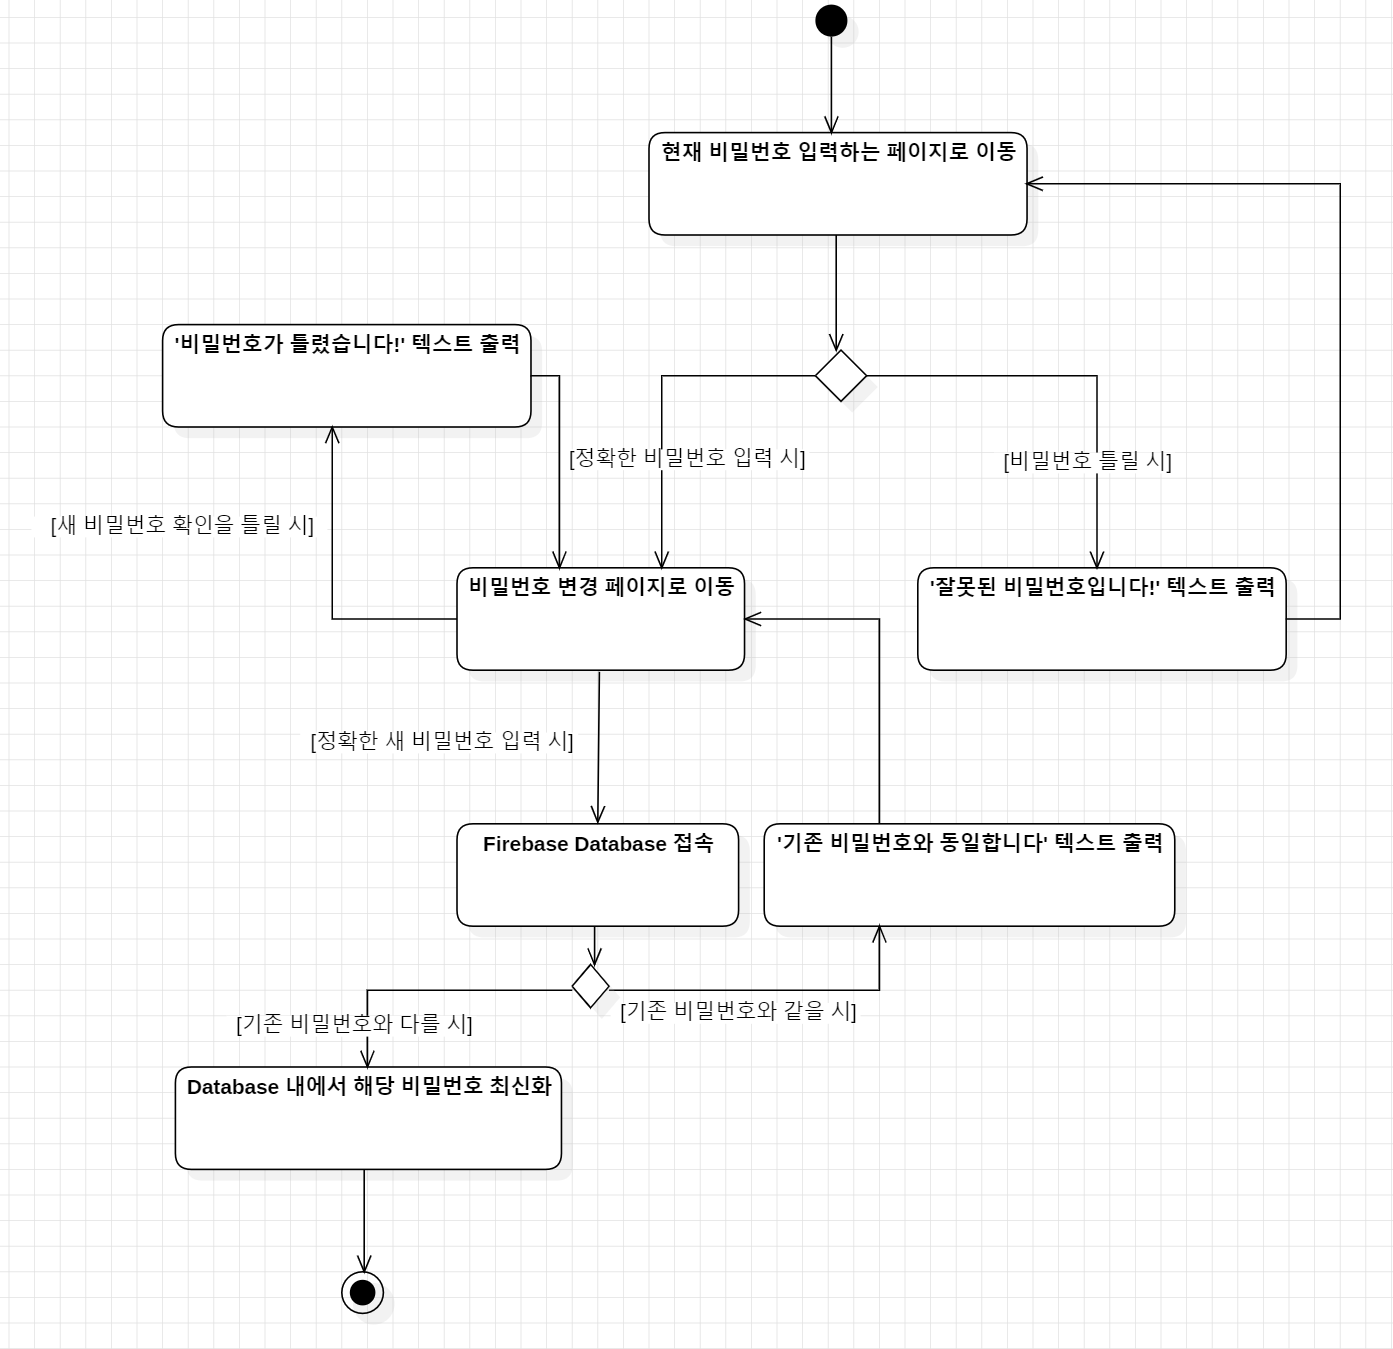 현재 비밀번호 입력하는 페이지로 이동
'비밀번호가 틀렸습니다!' 텍스트 출력
[정확한 비밀번호 입력 시]
[비밀번호 틀릴 시]
[새 비밀번호 확인을 틀릴 시]
비밀번호 변경 페이지로 이동
'잘못된 비밀번호입니다!' 텍스트 출력
[정확한 새 비밀번호 입력 시]
Firebase Database 접속
'기존 비밀번호와 동일합니다' 텍스트 출력
[기존 비밀번호와 같을 시]
[기존 비밀번호와 다를 시]
Database 내에서 해당 비밀번호 최신화